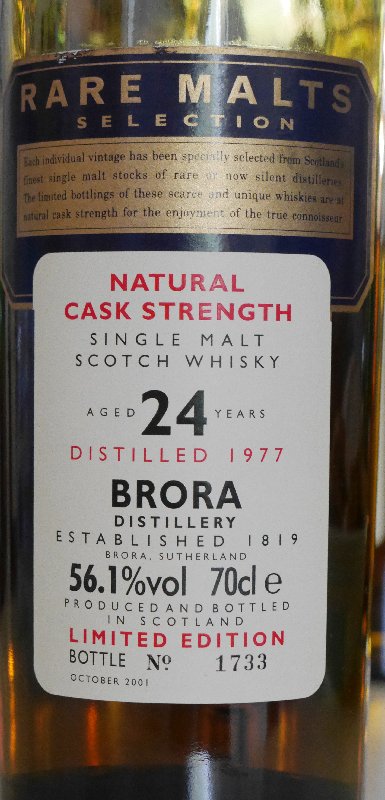 RARE MALTS
SELECTION
Each individual vintage has been specially selected from Scotland's
finest single malt stocks of rare or now silent distilleries.
The limited bottlings of these scarce and unique whiskies are at
natural cask strength for the enjoyment of the true connoisseur.
NATURAL
CASK STRENGTH
SINGLE MALT
SCOTCH WHISKY
AGED 24 YEARS
DISTILLED 1977
BRORA
DISTILLERY
ESTABLISHED 1819
BRORA, SUTHERLAND
56.1%vol 70cl e
PRODUCED AND BOTTLED
IN SCOTLAND
LIMITED EDITION
BOTTLE Nº 1733
OCTOBER 2001